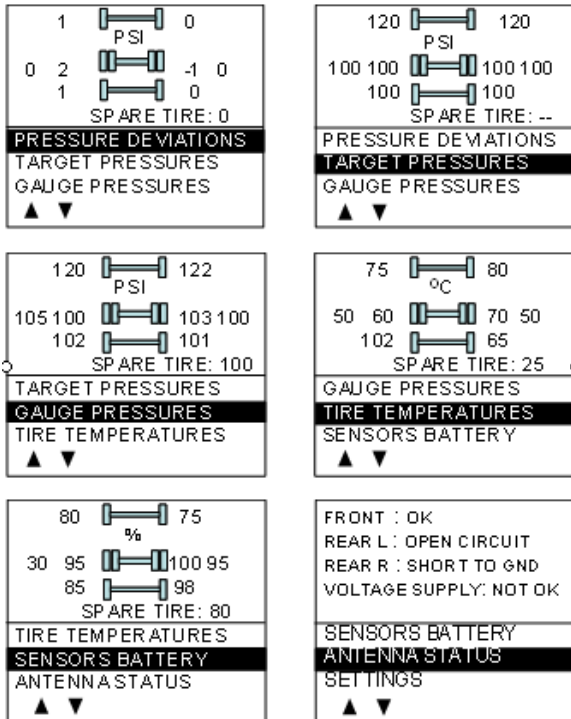 1 0
PSI
0 2 -1 0
1 0
SPARE TIRE: 0
PRESSURE DEVIATIONS
TARGET PRESSURES
GAUGE PRESSURES
▲ ▼
120 120
PSI
100 100 100 100
100 100
SPARE TIRE: --
PRESSURE DEVIATIONS
TARGET PRESSURES
GAUGE PRESSURES
▲ ▼
120 122
PSI
105 100 103 100
102 101
SPARE TIRE: 100
TARGET PRESSURES
GAUGE PRESSURES
TIRE TEMPERATURES
▲ ▼
75 80
ºC
50 60 70 50
102 65
SPARE TIRE: 25
GAUGE PRESSURES
TIRE TEMPERATURES
SENSORS BATTERY
▲ ▼
80 75
%
30 95 100 95
85 98
SPARE TIRE: 80
TIRE TEMPERATURES
SENSORS BATTERY
ANTENNA STATUS
▲ ▼
FRONT : OK
REAR L : OPEN CIRCUIT
REAR R : SHORT TO GND
VOLTAGE SUPPLY: NOT OK
SENSORS BATTERY
ANTENNA STATUS
SETTINGS
▲ ▼